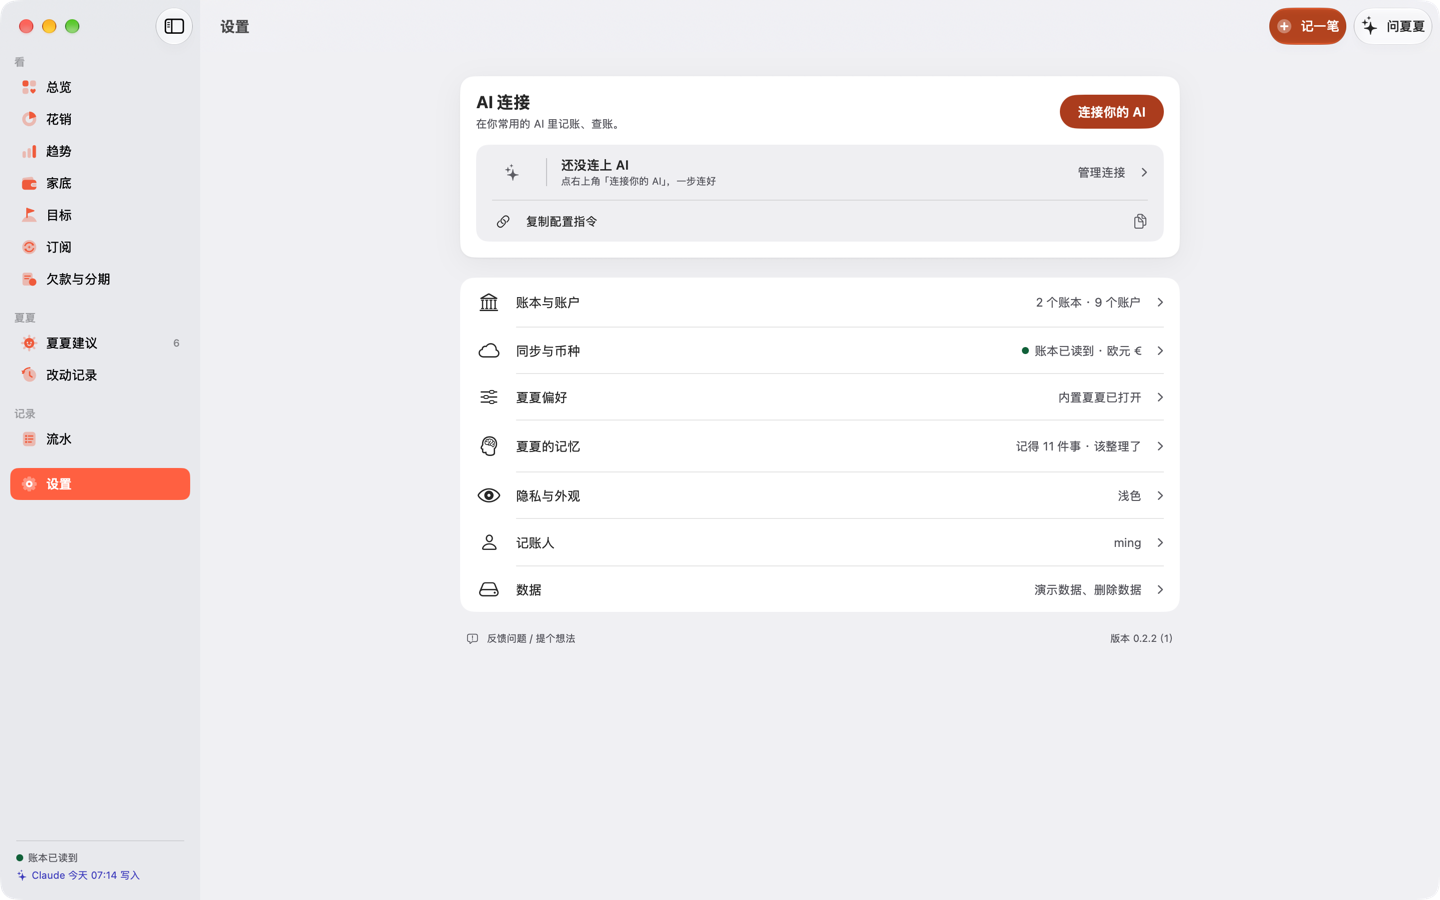 设置
记一笔
问夏夏
看
总览
花销
趋势
家底
目标
订阅
欠款与分期
夏夏
夏夏建议 6
改动记录
记录
流水
设置
账本已读到
Claude 今天 07:14 写入
AI 连接
在你常用的 AI 里记账、查账。
连接你的 AI
还没连上 AI
点右上角「连接你的 AI」，一步连好
管理连接
复制配置指令
账本与账户 2 个账本 · 9 个账户
同步与币种 账本已读到 · 欧元 €
夏夏偏好 内置夏夏已打开
夏夏的记忆 记得 11 件事 · 该整理了
隐私与外观 浅色
记账人 ming
数据 演示数据、删除数据
反馈问题 / 提个想法
版本 0.2.2 (1)